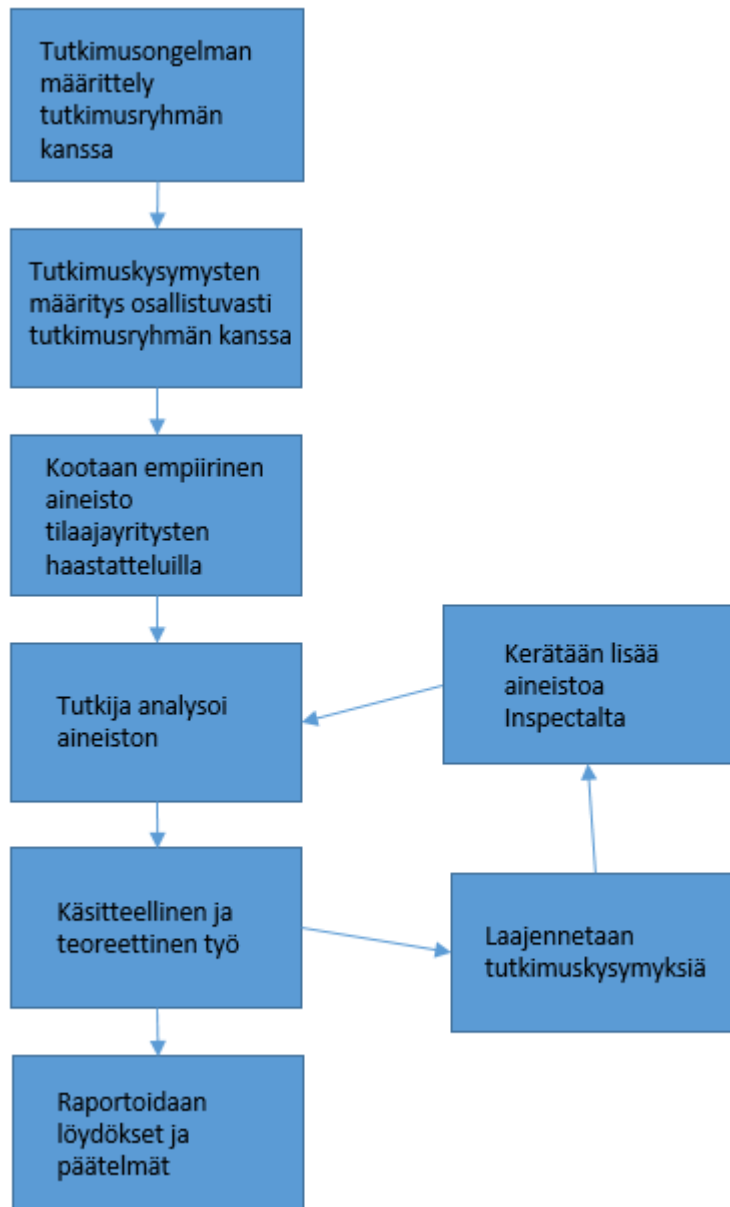 Tutkimusongelman
määrittely
tutkimusryhmän
kanssa
Tutkimuskysymysten
määritys osallistuvasti
tutkimusryhmän kanssa
Kootaan empiirinen
aineisto
tilaajayritysten
haastatteluilla
Tutkija analysoi
aineiston
Käsitteellinen ja
teoreettinen työ
Laajennetaan
tutkimuskysymyksiä
Kerätään lisää
aineistoa
Inspectalta
Raportoidaan
löydökset ja
päätelmät